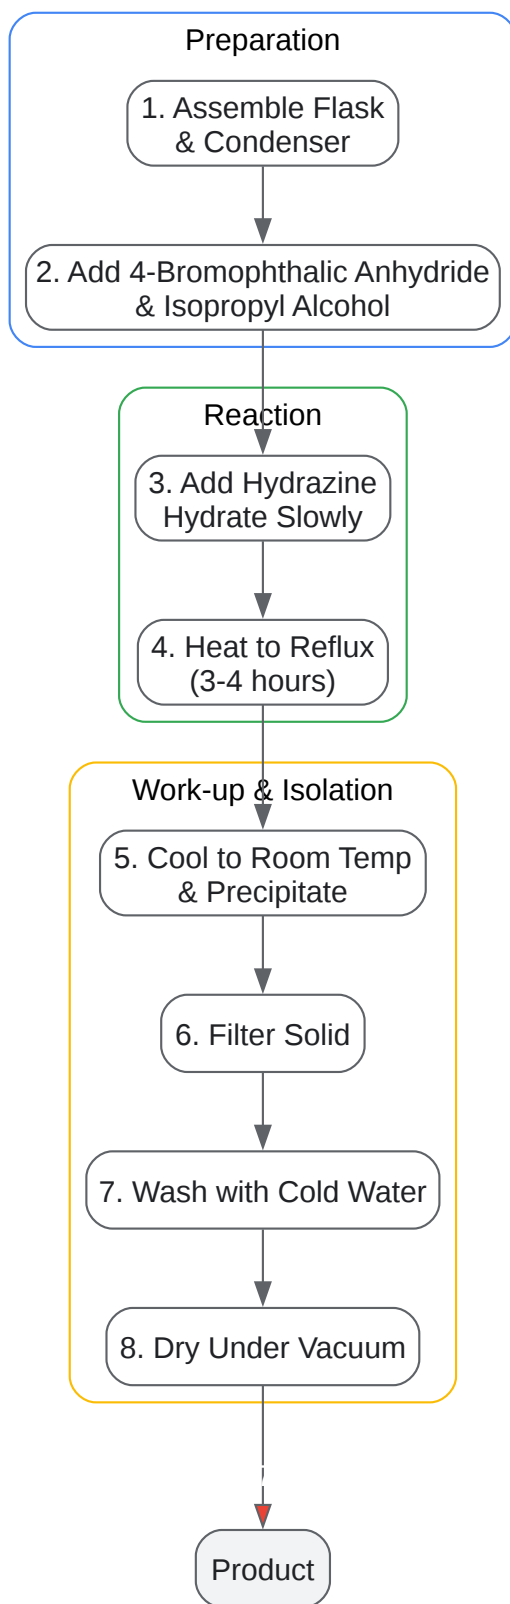 Preparation
1. Assemble Flask
& Condenser
2. Add 4-Bromophthalic Anhydride
& Isopropyl Alcohol
Reaction
3. Add Hydrazine
Hydrate Slowly
4. Heat to Reflux
(3-4 hours)
Work-up & Isolation
5. Cool to Room Temp
& Precipitate
6. Filter Solid
7. Wash with Cold Water
8. Dry Under Vacuum
Product